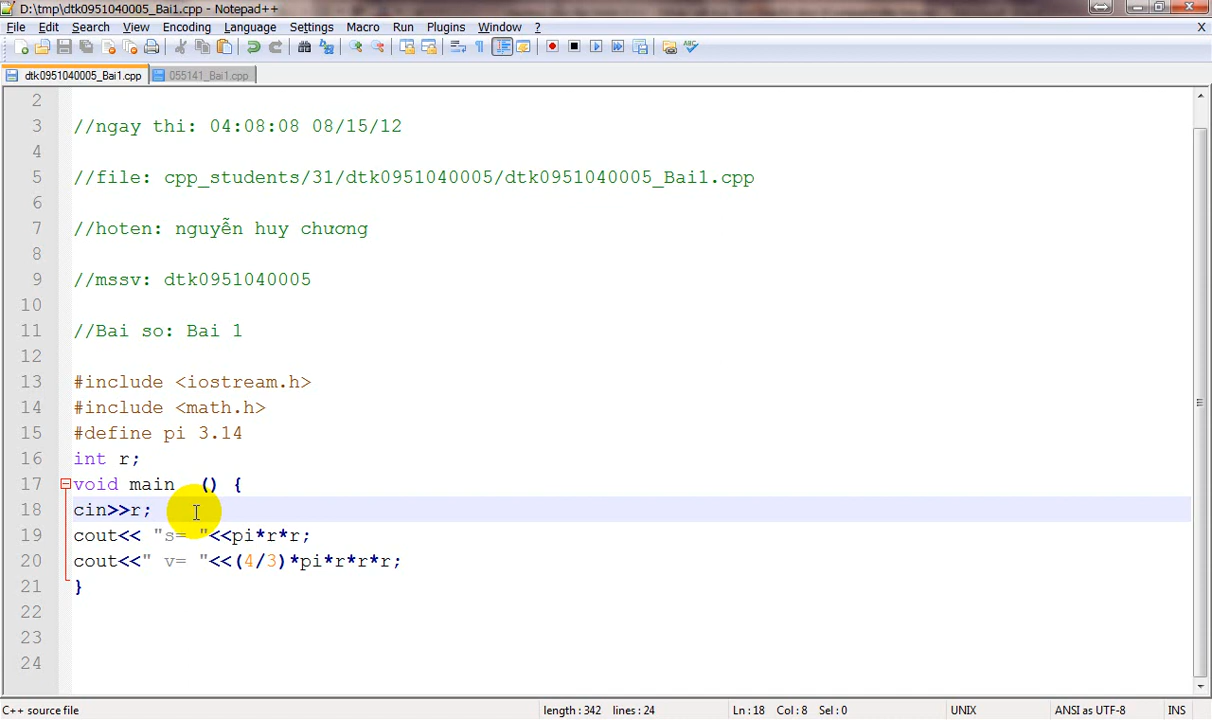 D:\tmp\dtk0951040005_Bai1.cpp - Notepad++
File Edit Search View Encoding Language Settings Macro Run Plugins Window ? X
dtk0951040005_Bai1.cpp 055141_Bai1.cpp
2
3 //ngay thi: 04:08:08 08/15/12
4
5 //file: cpp_students/31/dtk0951040005/dtk0951040005_Bai1.cpp
6
7 //hoten: nguyễn huy chương
8
9 //mssv: dtk0951040005
10
11 //Bai so: Bai 1
12
13 #include <iostream.h>
14 #include <math.h>
15 #define pi 3.14
16 int r;
17 void main () {
18 cin>>r;
19 cout<< "s= "<<pi*r*r;
20 cout<<" v= "<<(4/3)*pi*r*r*r;
21 }
22
23
24
C++ source file length : 342 lines : 24 Ln : 18 Col : 8 Sel : 0 UNIX ANSI as UTF-8 INS